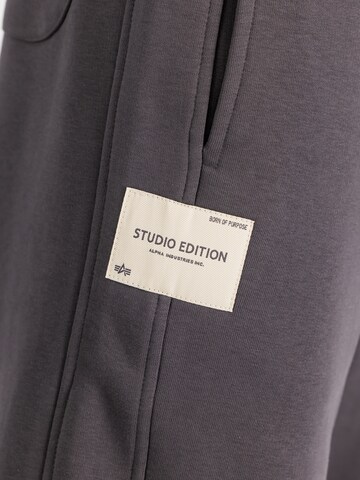 BORN OF PURPOSE
STUDIO EDITION
ALPHA INDUSTRIES INC.